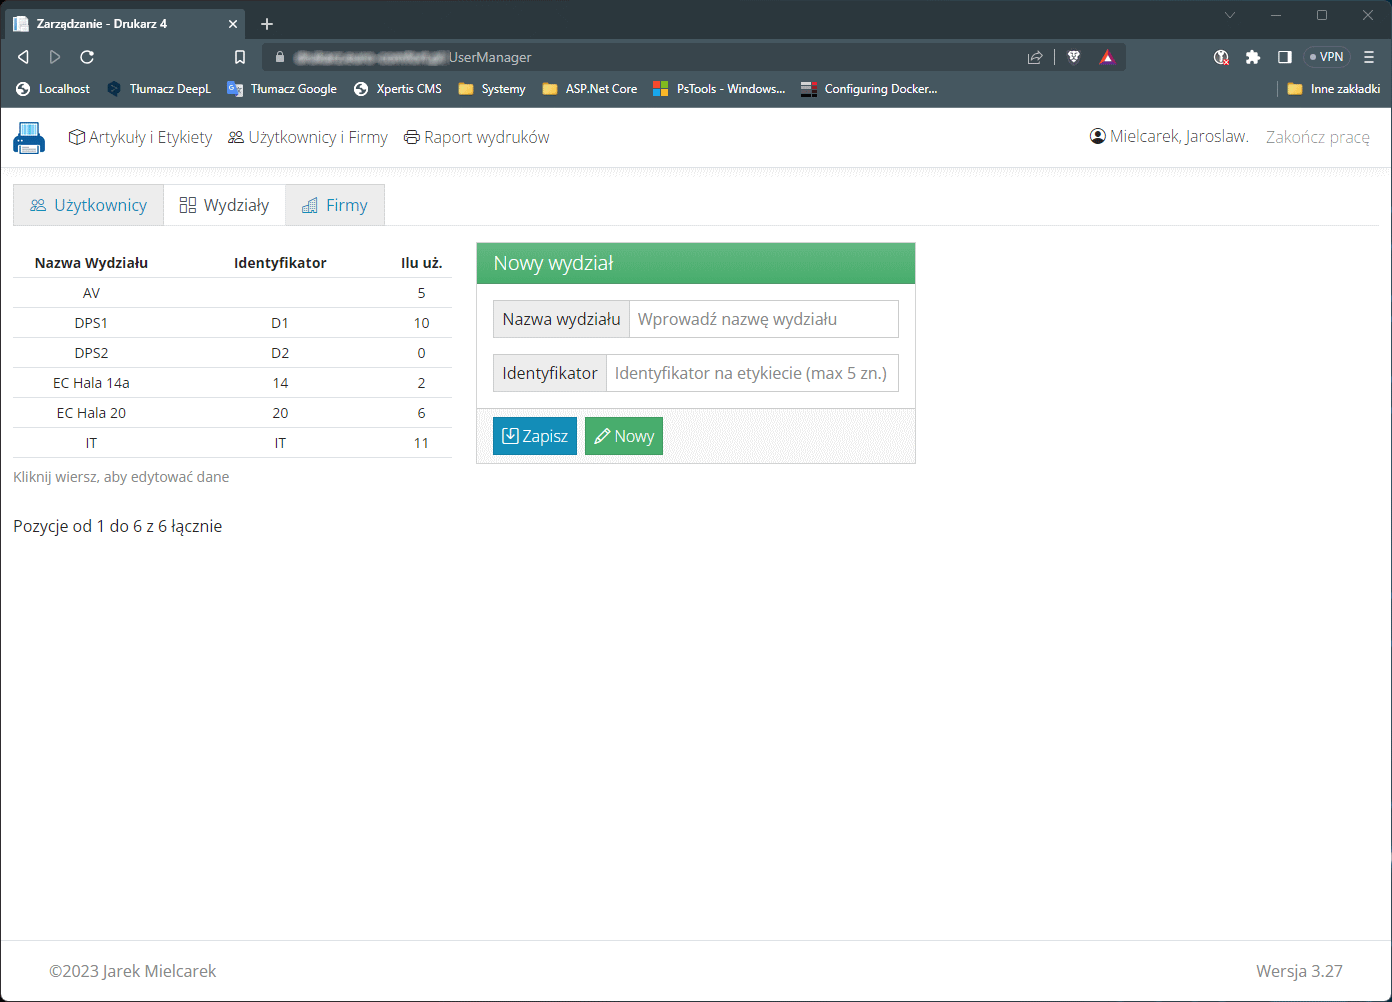 Zarządzanie - Drukarz 4
UserManager
VPN
Localhost Tłumacz DeepL Tłumacz Google Xpertis CMS Systemy ASP.Net Core PsTools - Windows... Configuring Docker... Inne zakładki
Artykuły i Etykiety Użytkownicy i Firmy Raport wydruków Mielcarek, Jaroslaw. Zakończ pracę
Użytkownicy Wydziały Firmy
Nazwa Wydziału Identyfikator Ilu uż.
AV 5
DPS1 D1 10
DPS2 D2 0
EC Hala 14a 14 2
EC Hala 20 20 6
IT IT 11
Kliknij wiersz, aby edytować dane
Pozycje od 1 do 6 z 6 łącznie
Nowy wydział
Nazwa wydziału Wprowadź nazwę wydziału
Identyfikator Identyfikator na etykiecie (max 5 zn.)
Zapisz Nowy
©2023 Jarek Mielcarek Wersja 3.27